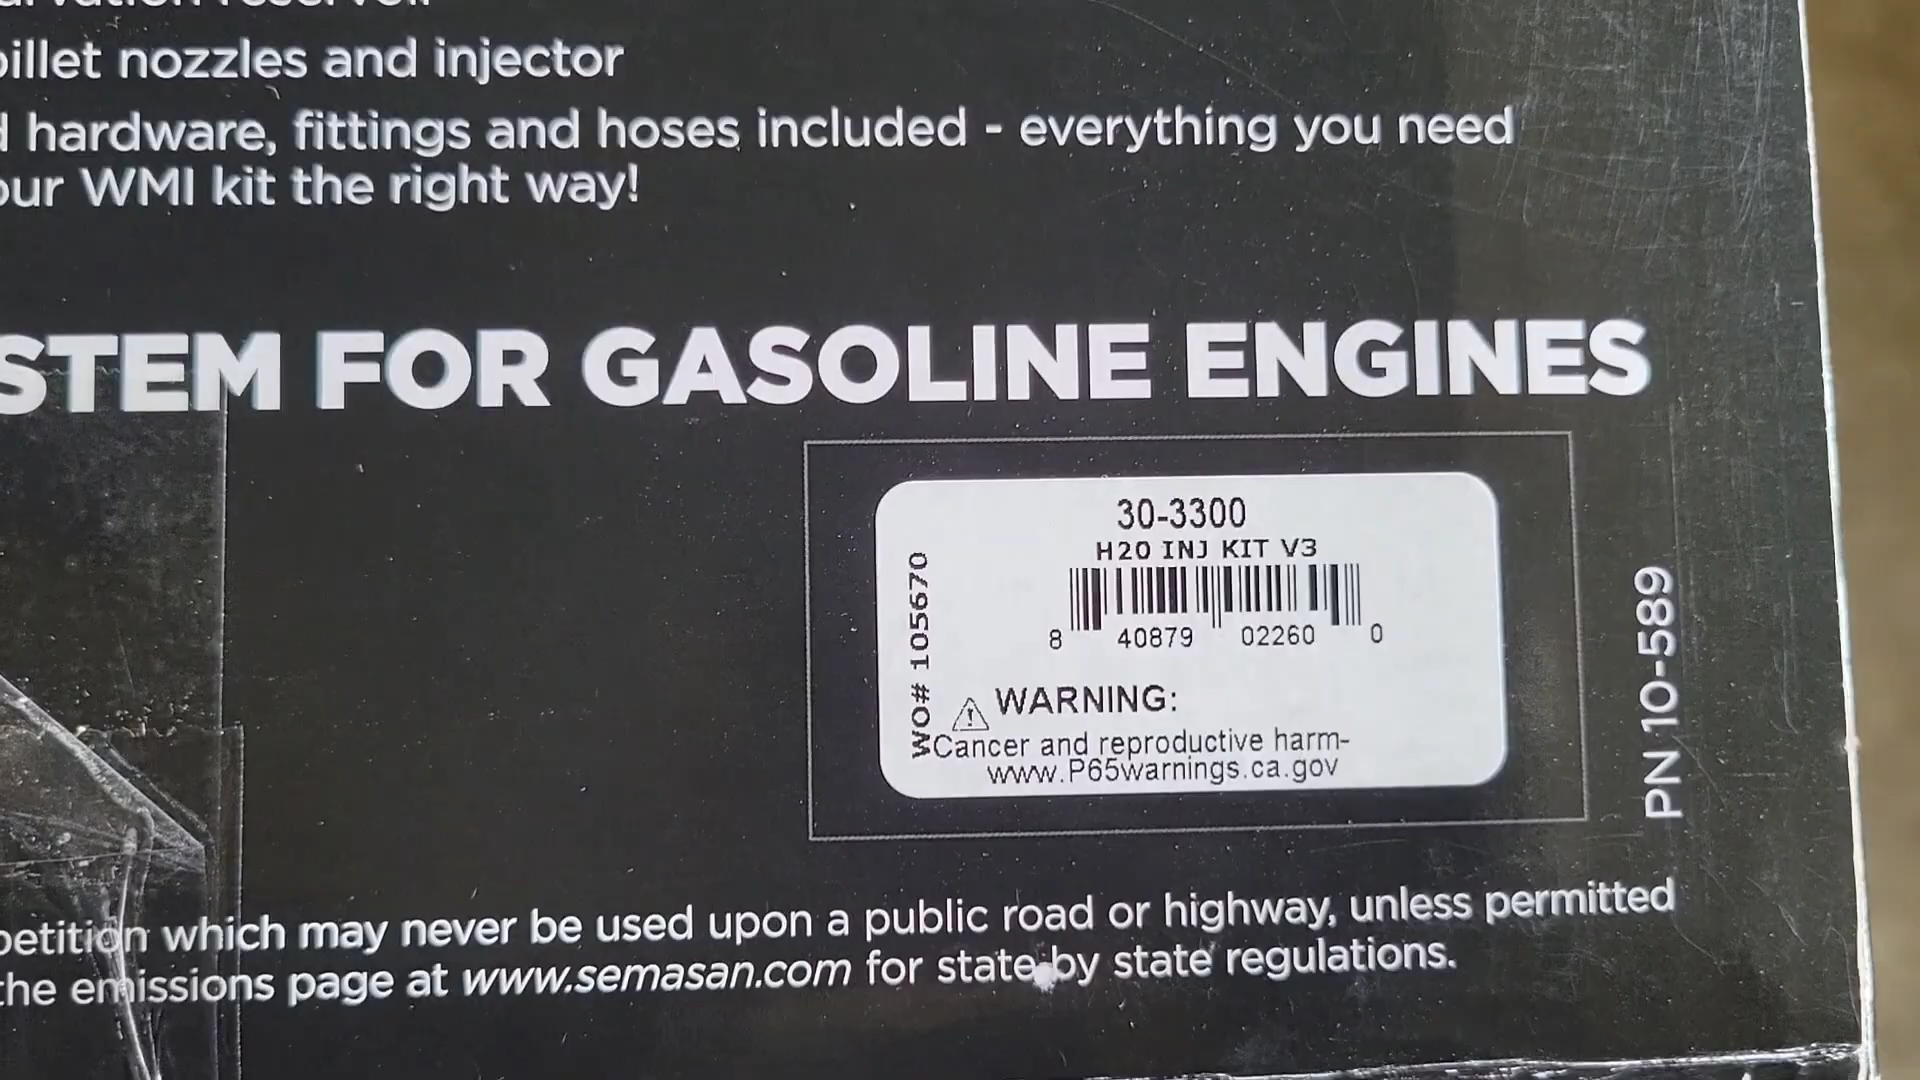 billet nozzles and injector
hardware, fittings and hoses included - everything you need
our WMI kit the right way!
STEM FOR GASOLINE ENGINES
30-3300
H20 INJ KIT V3
8 40879 02260 0
WO# 105670
WARNING:
Cancer and reproductive harm-
www.P65warnings.ca.gov
PN 10-589
petition which may never be used upon a public road or highway, unless permitted
the emissions page at www.semasan.com for state by state regulations.